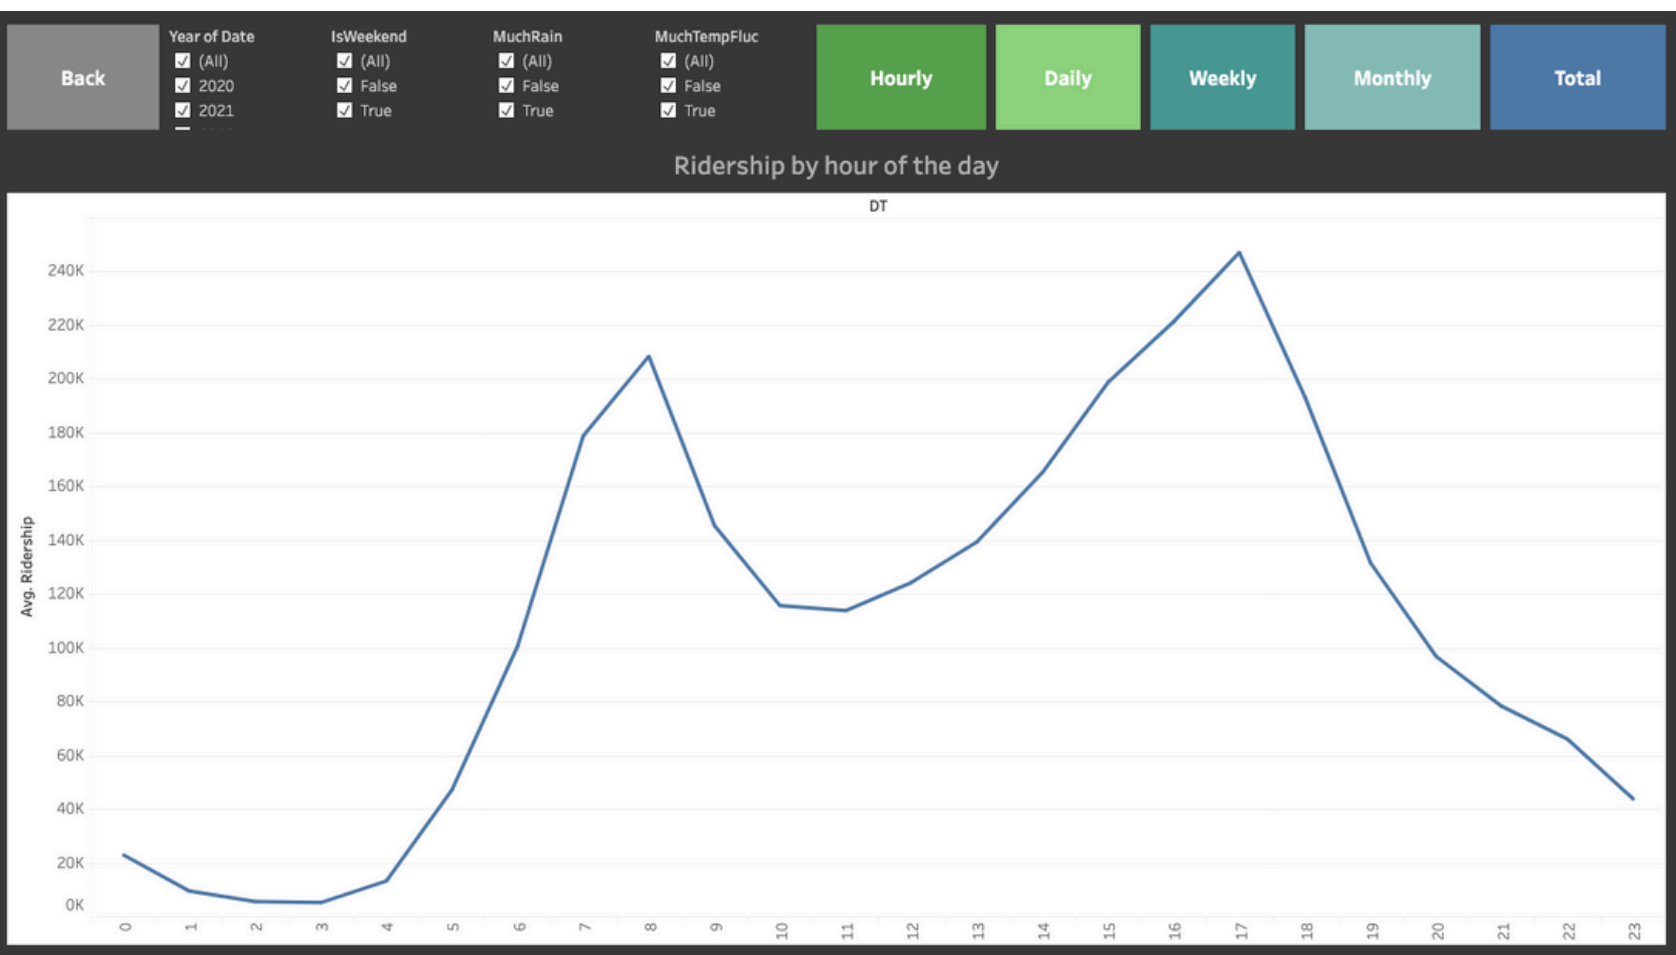 Back
Year of Date
(All)
2020
2021
IsWeekend
(All)
False
True
MuchRain
(All)
False
True
MuchTempFluc
(All)
False
True
Hourly
Daily
Weekly
Monthly
Total
Ridership by hour of the day
DT
Avg. Ridership
240K
220K
200K
180K
160K
140K
120K
100K
80K
60K
40K
20K
0K
0 1 2 3 4 5 6 7 8 9 10 11 12 13 14 15 16 17 18 19 20 21 22 23